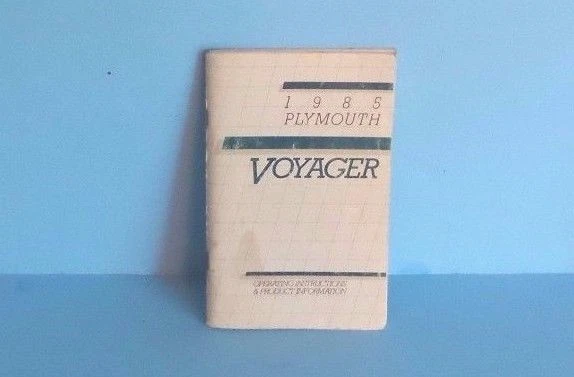 1985
PLYMOUTH
VOYAGER
OPERATING INSTRUCTIONS
& PRODUCT INFORMATION